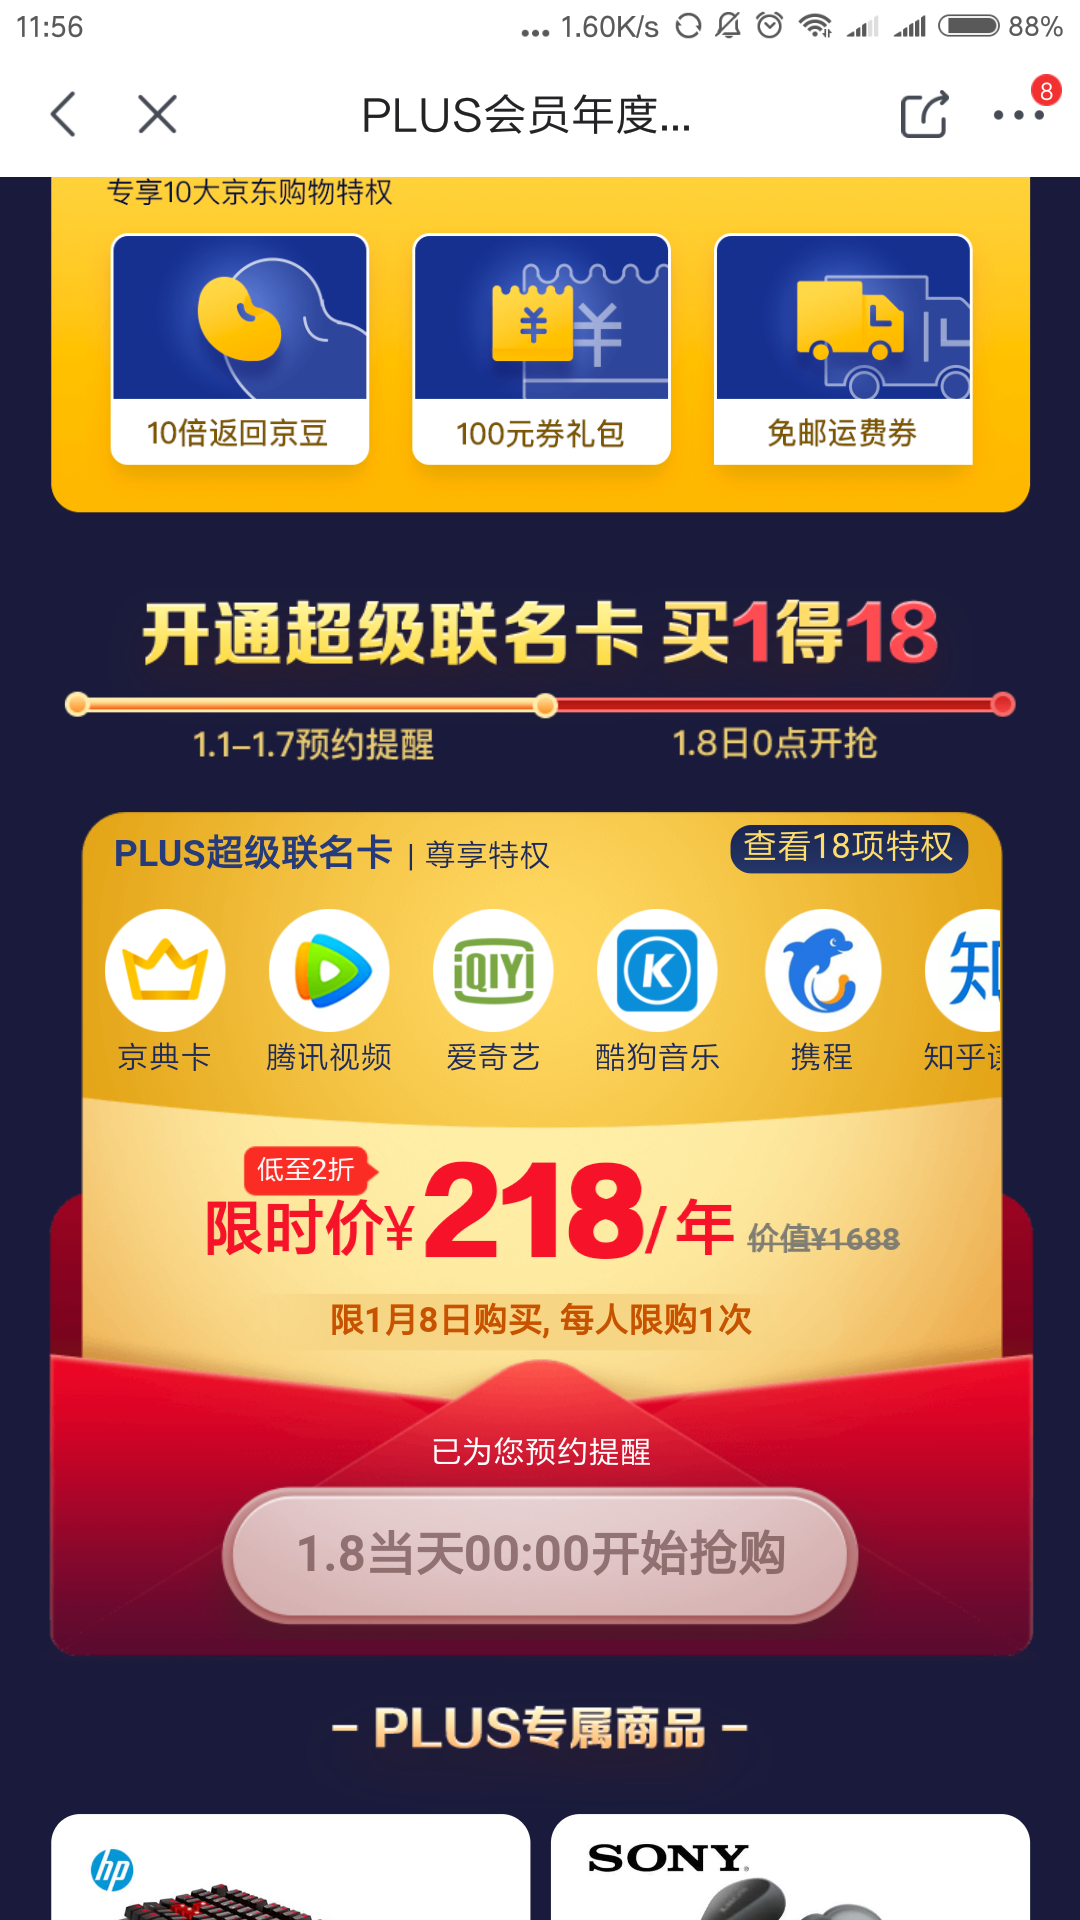 11:56
... 1.60K/s 88%
PLUS会员年度...
8
专享10大京东购物特权
10倍返回京豆
100元券礼包
免邮运费券
开通超级联名卡 买1得18
1.1–1.7预约提醒
1.8日0点开抢
PLUS超级联名卡 | 尊享特权
查看18项特权
iQIYI
K
知
京典卡
腾讯视频
爱奇艺
酷狗音乐
携程
知乎
低至2折
限时价¥218/年 价值¥1688
限1月8日购买, 每人限购1次
已为您预约提醒
1.8当天00:00开始抢购
– PLUS专属商品 –
hp
SONY